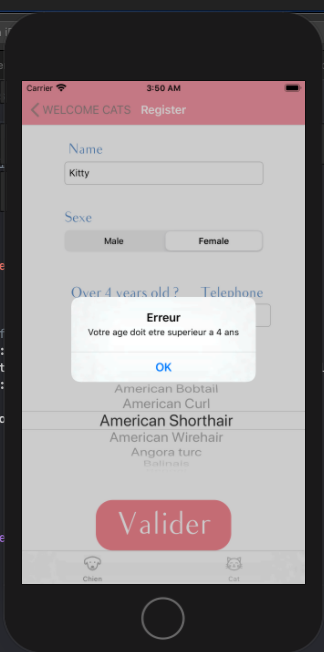 Carrier 3:50 AM
WELCOME CATS Register
Name
Kitty
Sexe
Male Female
Over 4 years old ? Telephone
Erreur
Votre age doit etre superieur a 4 ans
OK
American Bobtail
American Curl
American Shorthair
American Wirehair
Angora turc
Balinais
Valider
Chien Cat